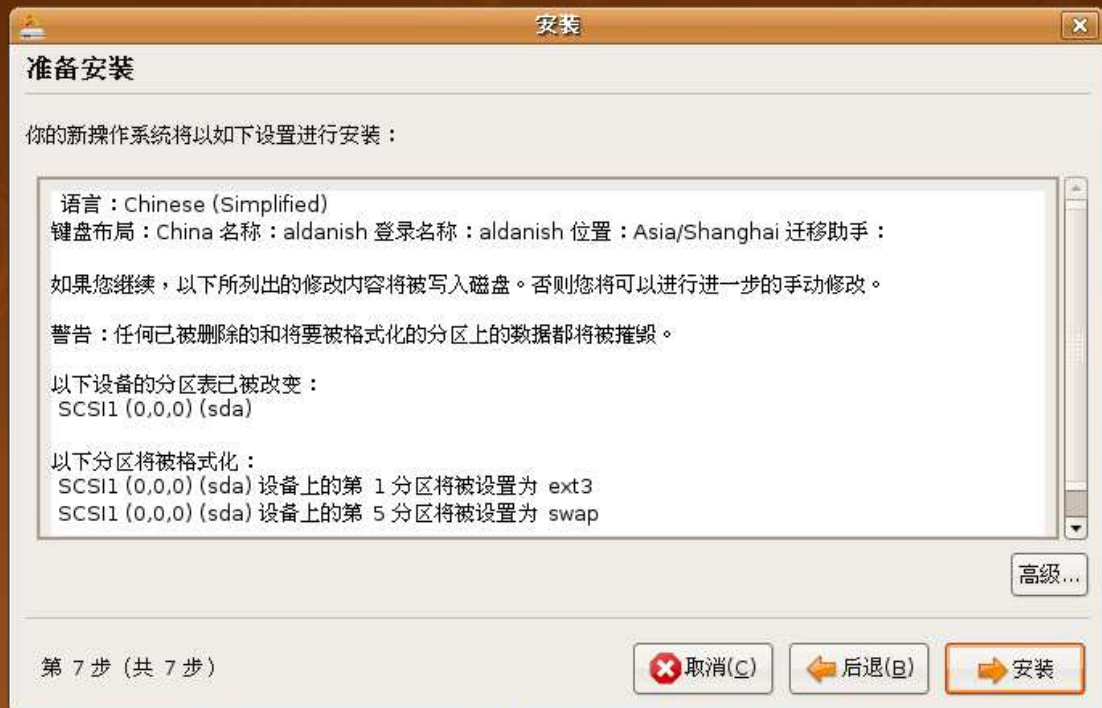 安装
准备安装
你的新操作系统将以如下设置进行安装：
语言：Chinese (Simplified)
键盘布局：China 名称：aldanish 登录名称：aldanish 位置：Asia/Shanghai 迁移助手：
如果您继续，以下所列出的修改内容将被写入磁盘。否则您将可以进行进一步的手动修改。
警告：任何已被删除的和将要被格式化的分区上的数据都将被摧毁。
以下设备的分区表已被改变：
SCSI1 (0,0,0) (sda)
以下分区将被格式化：
SCSI1 (0,0,0) (sda) 设备上的第 1 分区将被设置为 ext3
SCSI1 (0,0,0) (sda) 设备上的第 5 分区将被设置为 swap
高级...
第 7 步 (共 7 步)
取消(C)
后退(B)
安装